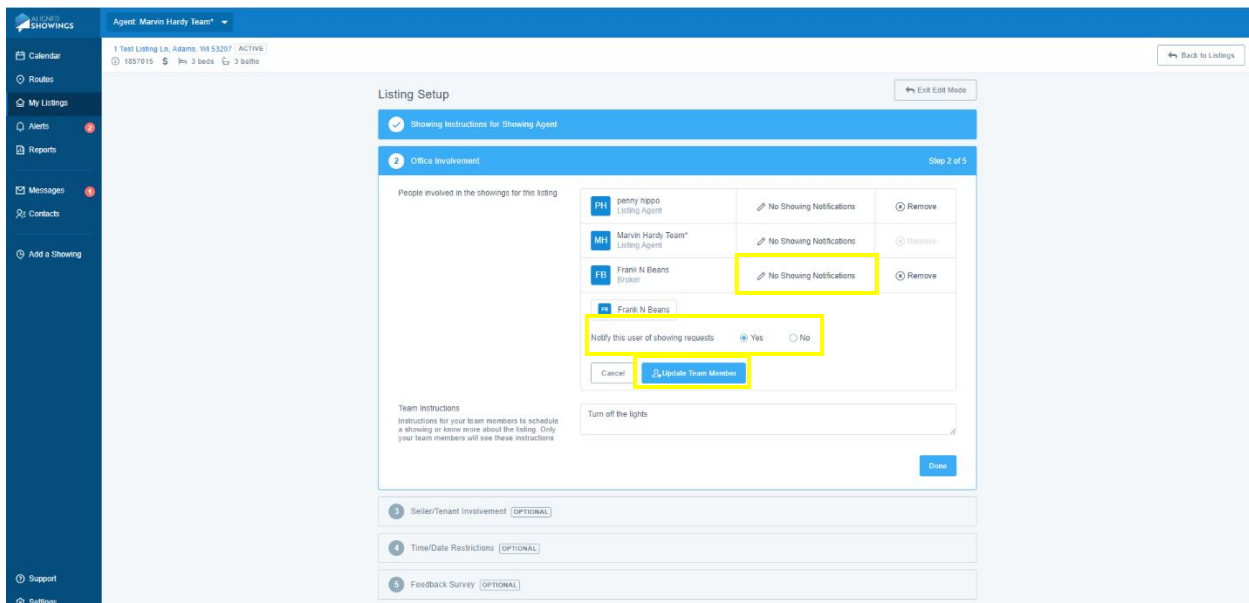 ALIGNED
SHOWINGS
Agent: Marvin Hardy Team*
Calendar
Routes
My Listings
Alerts 2
Reports
Messages 1
Contacts
Add a Showing
Support
Settings
1 Test Listing Ln, Adams, WI 53207 ACTIVE
1857015 $ 3 beds 3 baths
Back to Listings
Listing Setup
Exit Edit Mode
Showing Instructions for Showing Agent
2 Office Involvement Step 2 of 5
People involved in the showings for this listing
PH penny hippo
Listing Agent
No Showing Notifications
Remove
MH Marvin Hardy Team*
Listing Agent
No Showing Notifications
Remove
FB Frank N Beans
Broker
No Showing Notifications
Remove
FB Frank N Beans
Notify this user of showing requests Yes No
Cancel Update Team Member
Team Instructions
Instructions for your team members to schedule
a showing or know more about the listing. Only
your team members will see these instructions
Turn off the lights
Done
3 Seller/Tenant Involvement OPTIONAL
4 Time/Date Restrictions OPTIONAL
5 Feedback Survey OPTIONAL